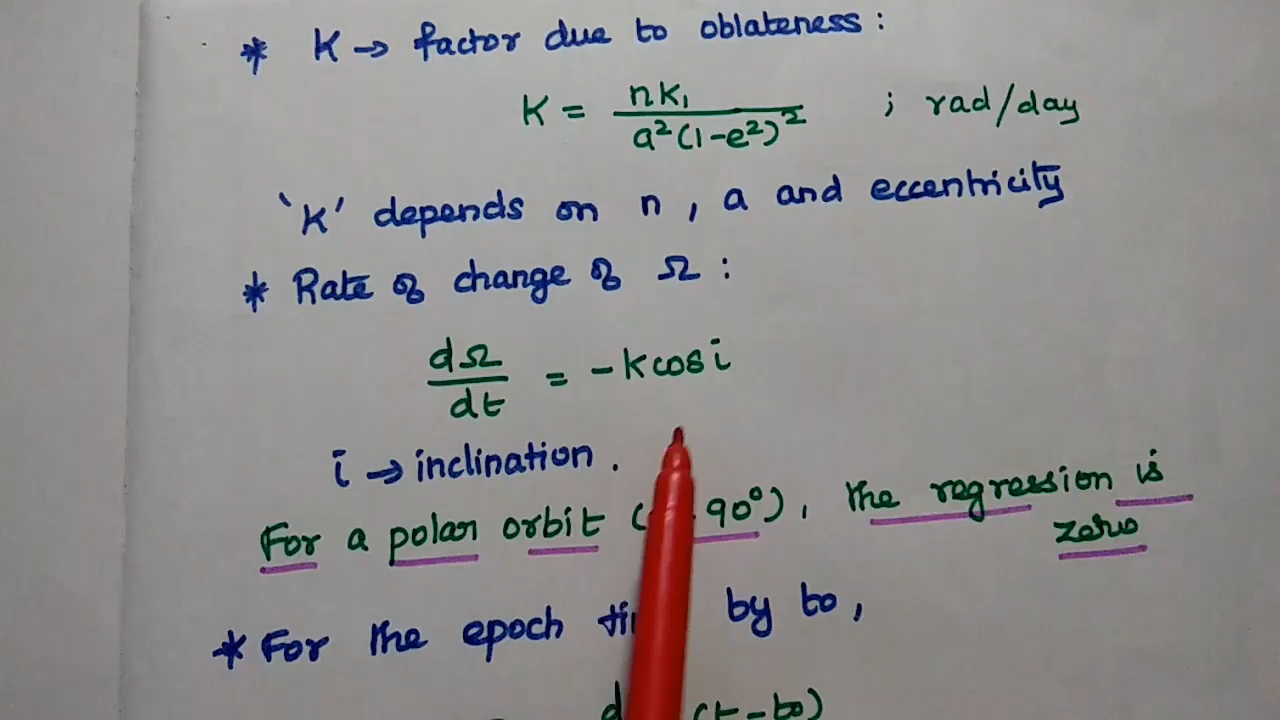 * K → factor due to oblateness :
K = nK₁ / a²(1-e²)² ; rad/day
'K' depends on n, a and eccentricity
* Rate of change of Ω :
dΩ/dt = -K cos i
i → inclination.
For a polar orbit ( 90°), the regression is
zero
* For the epoch by to,
d (t-to)